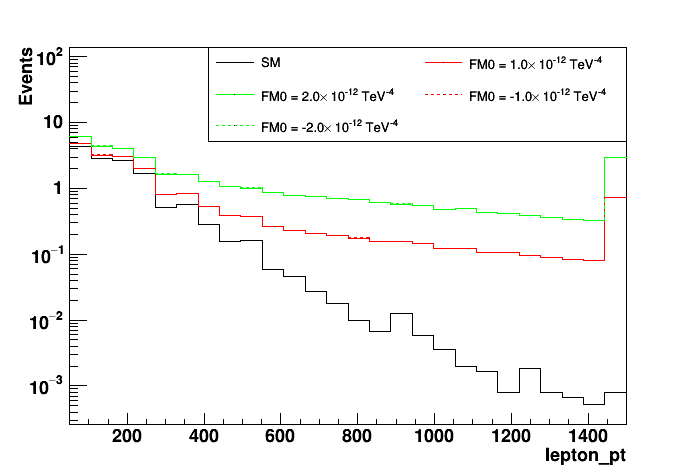 Events
10²
10
1
10⁻¹
10⁻²
10⁻³
SM
FM0 = 1.0× 10⁻¹² TeV⁻⁴
FM0 = 2.0× 10⁻¹² TeV⁻⁴
FM0 = -1.0× 10⁻¹² TeV⁻⁴
FM0 = -2.0× 10⁻¹² TeV⁻⁴
200 400 600 800 1000 1200 1400
lepton_pt